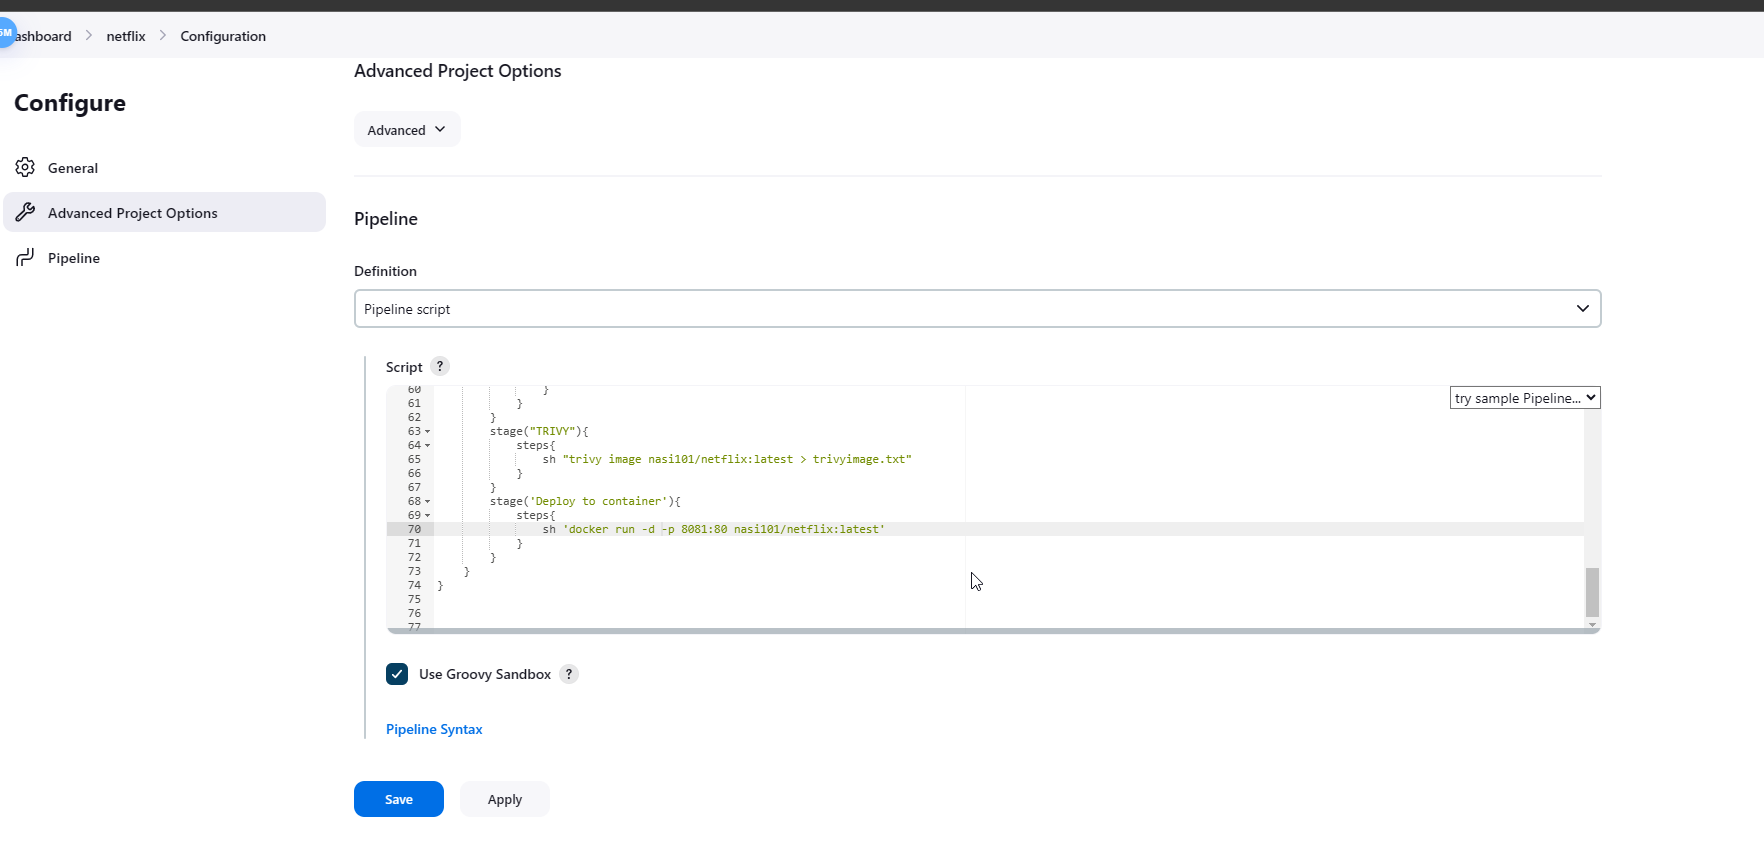 ashboard > netflix > Configuration
Configure
General
Advanced Project Options
Pipeline
Advanced Project Options
Advanced
Pipeline
Definition
Pipeline script
Script ?
try sample Pipeline...
60 }
61 }
62 }
63 stage("TRIVY"){
64 steps{
65 sh "trivy image nasi101/netflix:latest > trivyimage.txt"
66 }
67 }
68 stage('Deploy to container'){
69 steps{
70 sh 'docker run -d -p 8081:80 nasi101/netflix:latest'
71 }
72 }
73 }
74 }
75
76
77
Use Groovy Sandbox ?
Pipeline Syntax
Save Apply